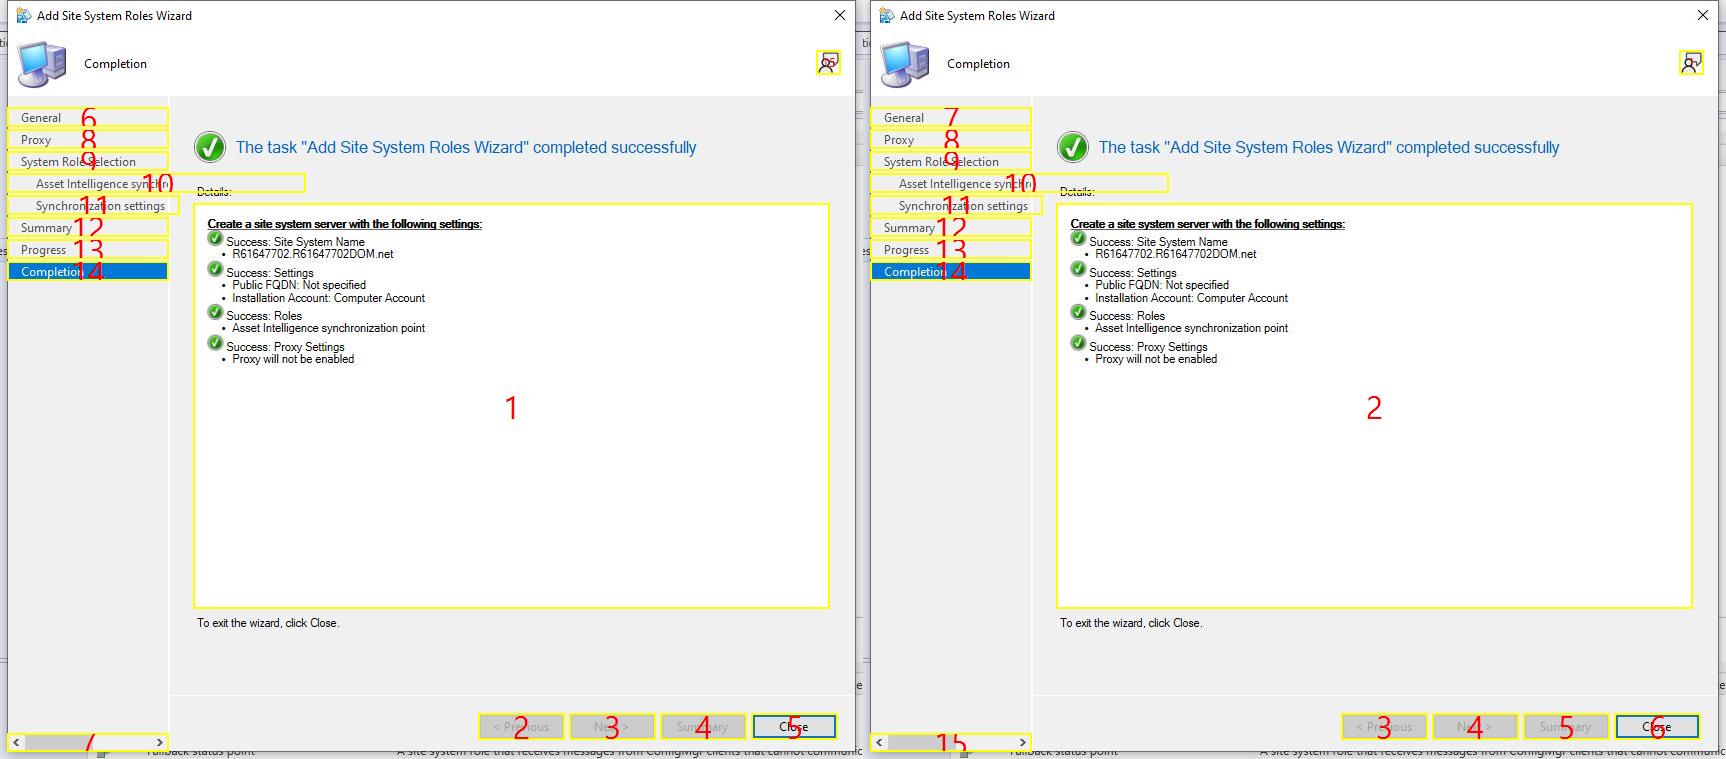 Add Site System Roles Wizard
Completion
15
General 6
Proxy 8
System Role Selection 9
Asset Intelligence synchr 10
Synchronization settings 11
Summary 12
Progress 13
Completion 14
The task "Add Site System Roles Wizard" completed successfully
Details:
Create a site system server with the following settings:
Success: Site System Name
• R61647702.R61647702DOM.net
Success: Settings
• Public FQDN: Not specified
• Installation Account: Computer Account
Success: Roles
• Asset Intelligence synchronization point
Success: Proxy Settings
• Proxy will not be enabled
1
To exit the wizard, click Close.
< Previous 2
Next > 3
Summary 4
Close 5
7
Fallback status point
A site system role that receives messages from ConfigMgr clients that cannot communic
Add Site System Roles Wizard
Completion
General 7
Proxy 8
System Role Selection 9
Asset Intelligence synchr 10
Synchronization settings 11
Summary 12
Progress 13
Completion 14
The task "Add Site System Roles Wizard" completed successfully
Details:
Create a site system server with the following settings:
Success: Site System Name
• R61647702.R61647702DOM.net
Success: Settings
• Public FQDN: Not specified
• Installation Account: Computer Account
Success: Roles
• Asset Intelligence synchronization point
Success: Proxy Settings
• Proxy will not be enabled
2
To exit the wizard, click Close.
< Previous 3
Next > 4
Summary 5
Close 6
15
Fallback status point
A site system role that receives messages from ConfigMgr clients that cannot communic